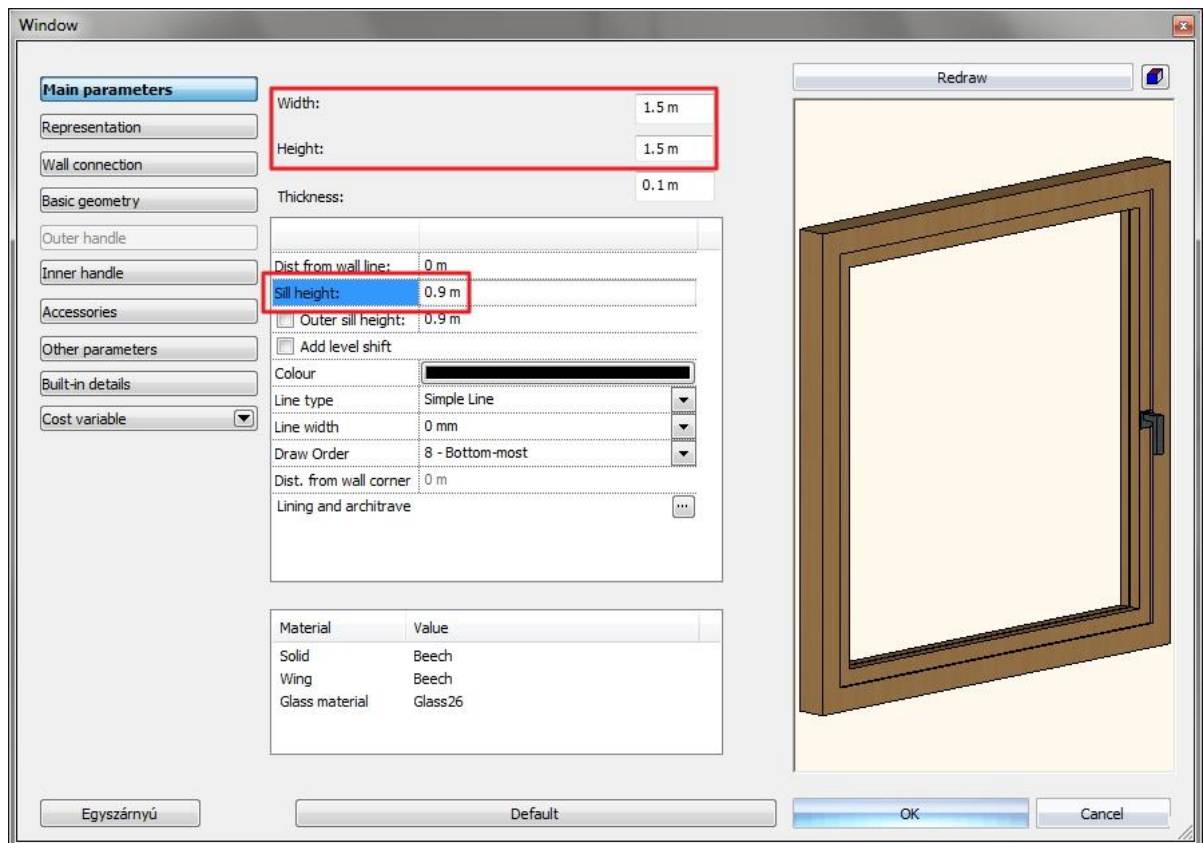 Window
Redraw
Main parameters
Representation
Wall connection
Basic geometry
Outer handle
Inner handle
Accessories
Other parameters
Built-in details
Cost variable
Width: 1.5 m
Height: 1.5 m
Thickness: 0.1 m
Dist from wall line: 0 m
Sill height: 0.9 m
Outer sill height: 0.9 m
Add level shift
Colour
Line type Simple Line
Line width 0 mm
Draw Order 8 - Bottom-most
Dist. from wall corner 0 m
Lining and architrave ...
Material Value
Solid Beech
Wing Beech
Glass material Glass26
Egyszárnyú
Default
OK
Cancel